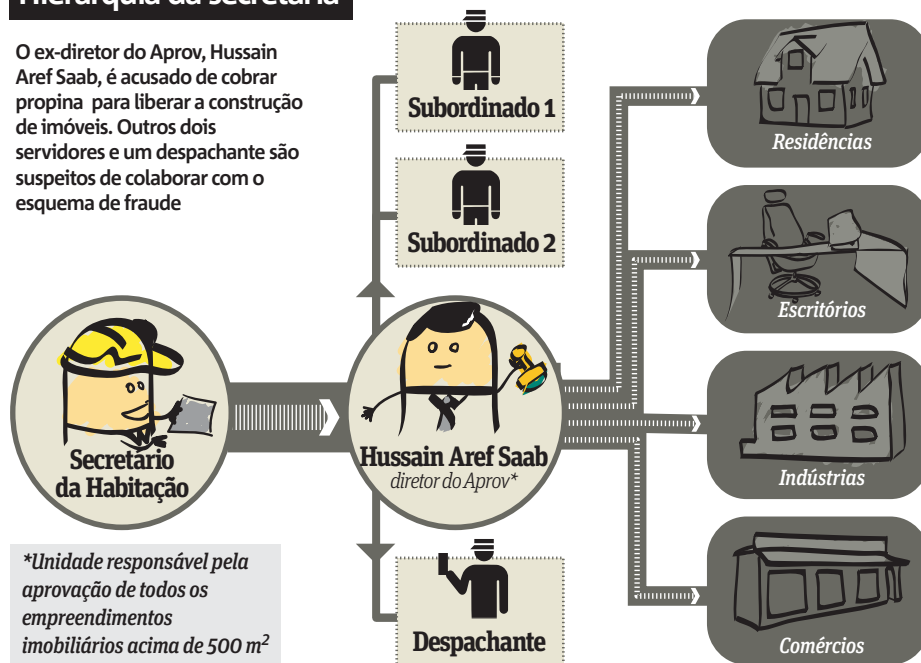 Hierarquia da secretaria
O ex-diretor do Aprov, Hussain
Aref Saab, é acusado de cobrar
propina para liberar a construção
de imóveis. Outros dois
servidores e um despachante são
suspeitos de colaborar com o
esquema de fraude
Subordinado 1
Subordinado 2
Secretário
da Habitação
Hussain Aref Saab
diretor do Aprov*
Despachante
Residências
Escritórios
Indústrias
Comércios
*Unidade responsável pela
aprovação de todos os
empreendimentos
imobiliários acima de 500 m²